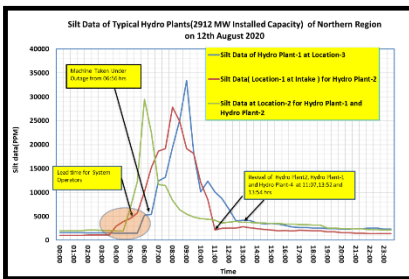 Silt Data of Typical Hydro Plants(2912 MW Installed Capacity) of Northern Region
on 12th August 2020
40000
35000
30000
25000
20000
15000
10000
5000
0
Silt data(PPM)
Machine Taken Under
Outage from 06:56 hrs
Lead time for System
Operators
Silt Data of Hydro Plant-1 at Location-3
Silt Data( Location-1 at Intake ) for Hydro Plant-2
Silt Data at Location-2 for Hydro Plant-1 and
Hydro Plant-2
Revival of Hydro Plant2, Hydro Plant-1
and Hydro Plant-4 at 11:07,13:52 and
13:54 hrs
00:00
01:00
02:00
03:00
04:00
05:00
06:00
07:00
08:00
09:00
10:00
11:00
12:00
13:00
14:00
15:00
16:00
17:00
18:00
19:00
20:00
21:00
22:00
23:00
Time